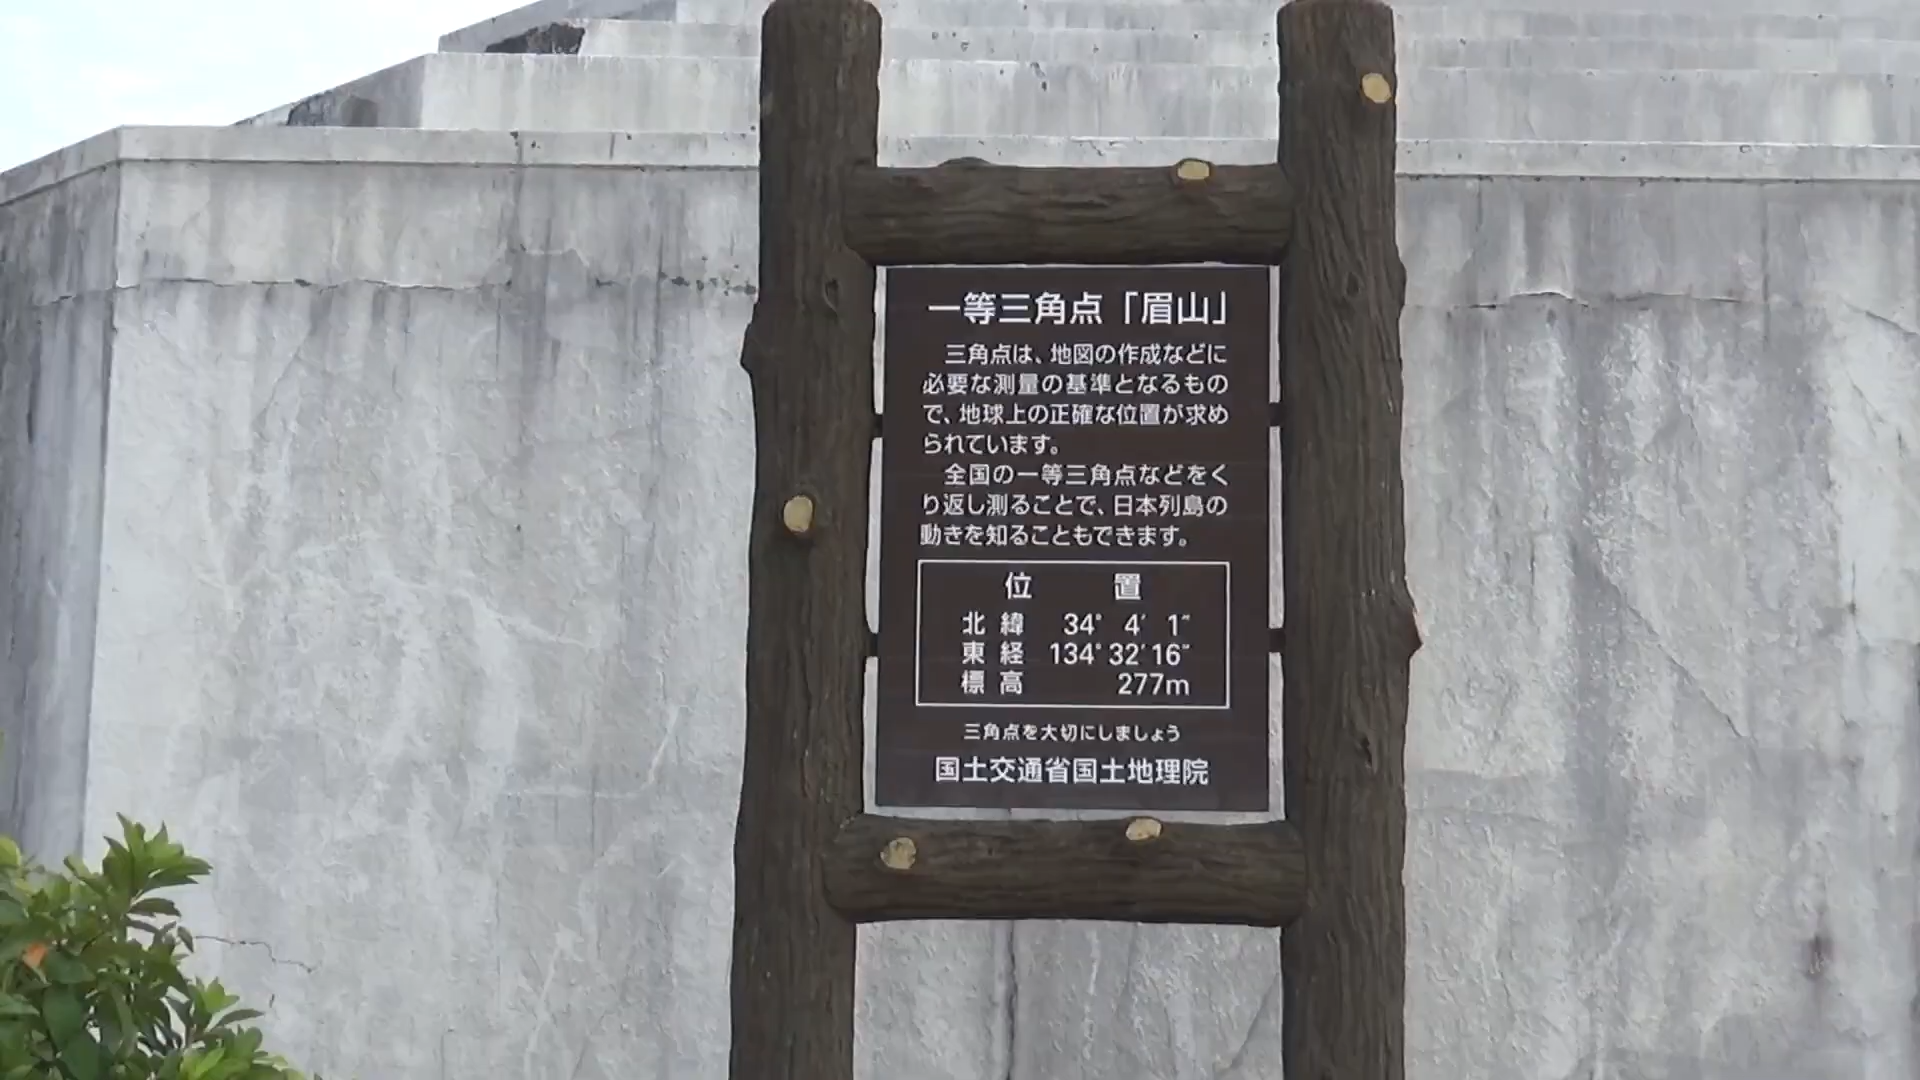 一等三角点「眉山」
三角点は、地図の作成などに
必要な測量の基準となるもの
で、地球上の正確な位置が求め
られています。
全国の一等三角点などをく
り返し測ることで、日本列島の
動きを知ることもできます。
位 置
北緯 34° 4′ 1″
東経 134° 32′ 16″
標高 277m
三角点を大切にしましょう
国土交通省国土地理院